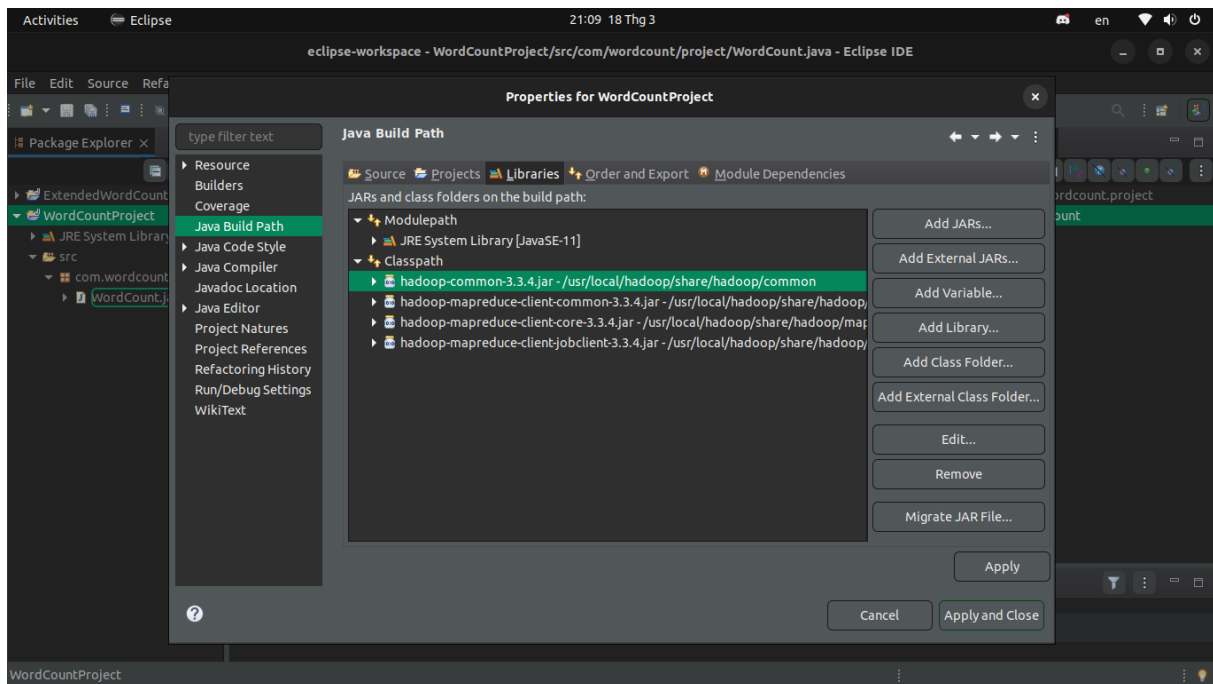 Activities Eclipse 21:09 18 Thg 3 en
eclipse-workspace - WordCountProject/src/com/wordcount/project/WordCount.java - Eclipse IDE
File Edit Source Refa
Properties for WordCountProject
Package Explorer
ExtendedWordCount
WordCountProject
JRE System Library
src
com.wordcount
WordCount.j
type filter text
Resource
Builders
Coverage
Java Build Path
Java Code Style
Java Compiler
Javadoc Location
Java Editor
Project Natures
Project References
Refactoring History
Run/Debug Settings
WikiText
Java Build Path
Source Projects Libraries Order and Export Module Dependencies
JARs and class folders on the build path:
Modulepath
JRE System Library [JavaSE-11]
Classpath
hadoop-common-3.3.4.jar - /usr/local/hadoop/share/hadoop/common
hadoop-mapreduce-client-common-3.3.4.jar - /usr/local/hadoop/share/hadoop/
hadoop-mapreduce-client-core-3.3.4.jar - /usr/local/hadoop/share/hadoop/map
hadoop-mapreduce-client-jobclient-3.3.4.jar - /usr/local/hadoop/share/hadoop/
Add JARs...
Add External JARs...
Add Variable...
Add Library...
Add Class Folder...
Add External Class Folder...
Edit...
Remove
Migrate JAR File...
Apply
Cancel Apply and Close
ordcount.project
ount
WordCountProject